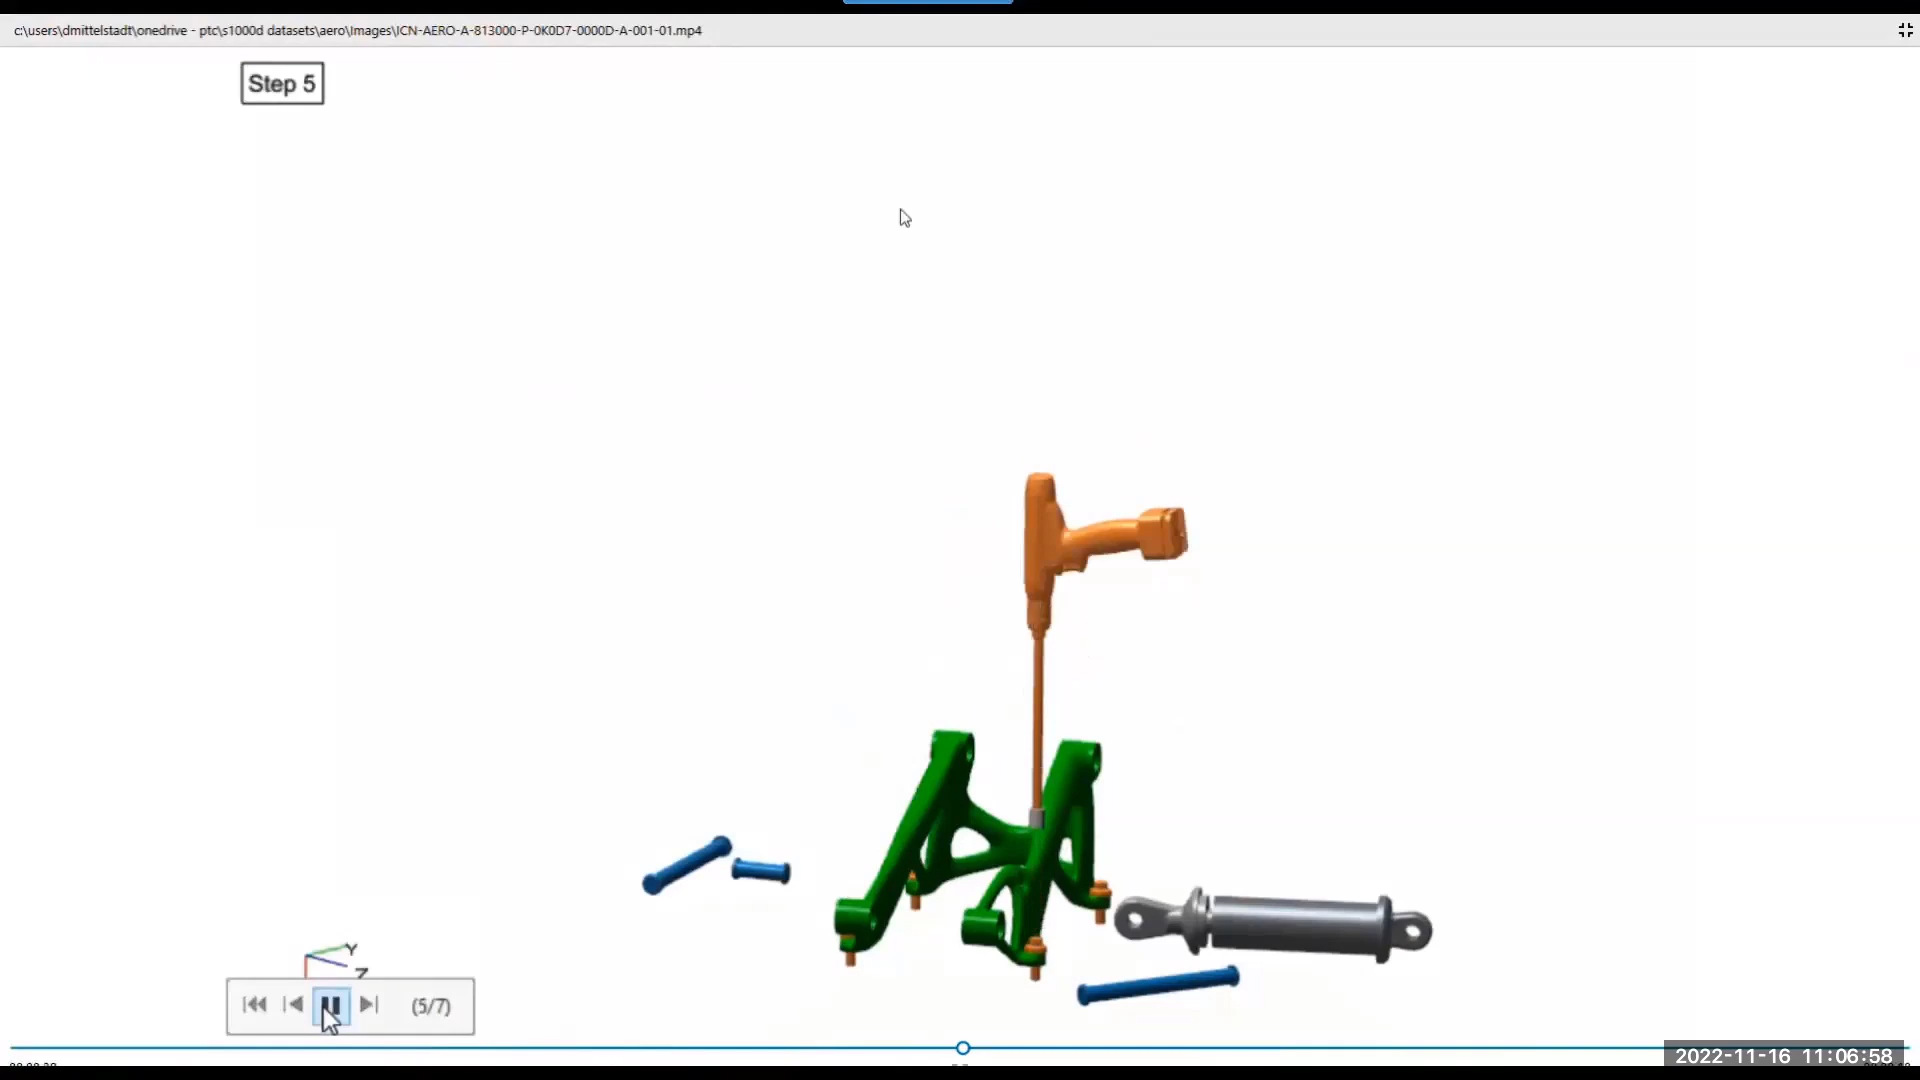 c:\users\dmittelstadt\onedrive - ptc\s1000d datasets\aero\Images\ICN-AERO-A-813000-P-0K0D7-0000D-A-001-01.mp4
Step 5
Y
Z
(5/7)
2022-11-16 11:06:58